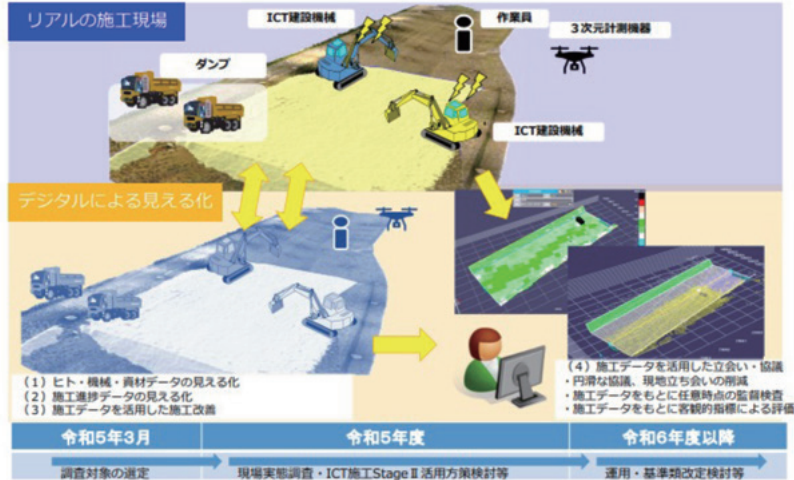 リアルの施工現場
ICT建設機械
作業員
3次元計測機器
ダンプ
ICT建設機械
デジタルによる見える化
(1)ヒト・機械・資材データの見える化
(2)施工進捗データの見える化
(3)施工データを活用した施工改善
(4)施工データを活用した立会い・協議
・円滑な協議、現地立ち会いの削減
・施工データをもとに任意時点の監督検査
・施工データをもとに客観的指標による評価
令和5年3月
令和5年度
令和6年度以降
調査対象の選定
現場実態調査・ICT施工StageⅡ活用方策検討等
運用・基準類改定検討等